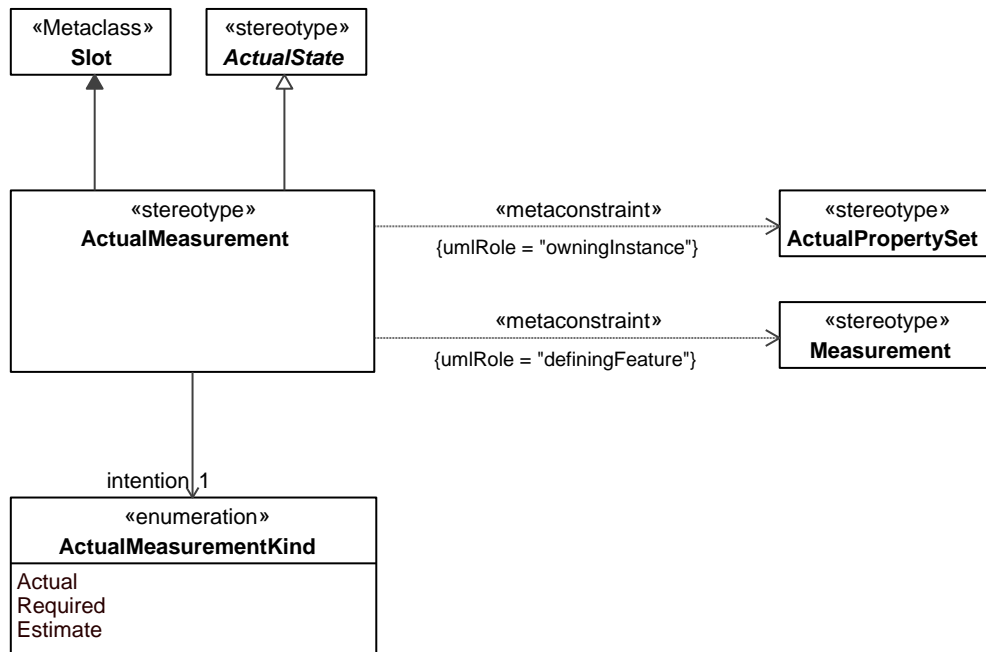 «Metaclass»
Slot
«stereotype»
ActualState
«stereotype»
ActualMeasurement
«metaconstraint»
{umlRole = "owningInstance"}
«stereotype»
ActualPropertySet
«metaconstraint»
{umlRole = "definingFeature"}
«stereotype»
Measurement
intention 1
«enumeration»
ActualMeasurementKind
Actual
Required
Estimate